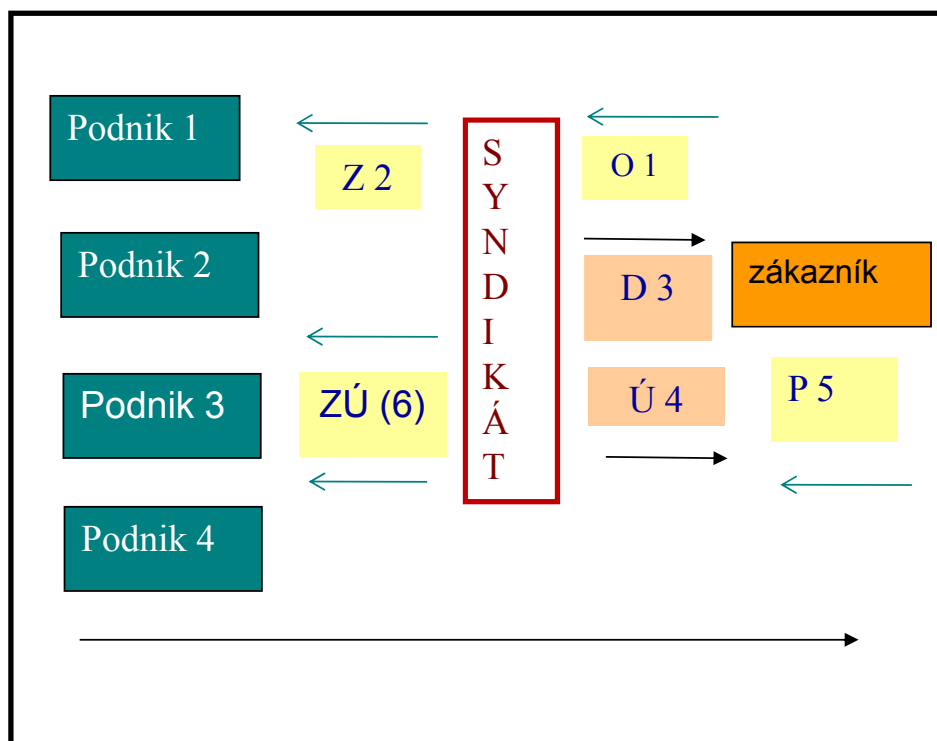 Podnik 1
Z 2
O 1
S
Y
N
D
I
K
Á
T
Podnik 2
D 3
zákazník
Podnik 3
ZÚ (6)
Ú 4
P 5
Podnik 4